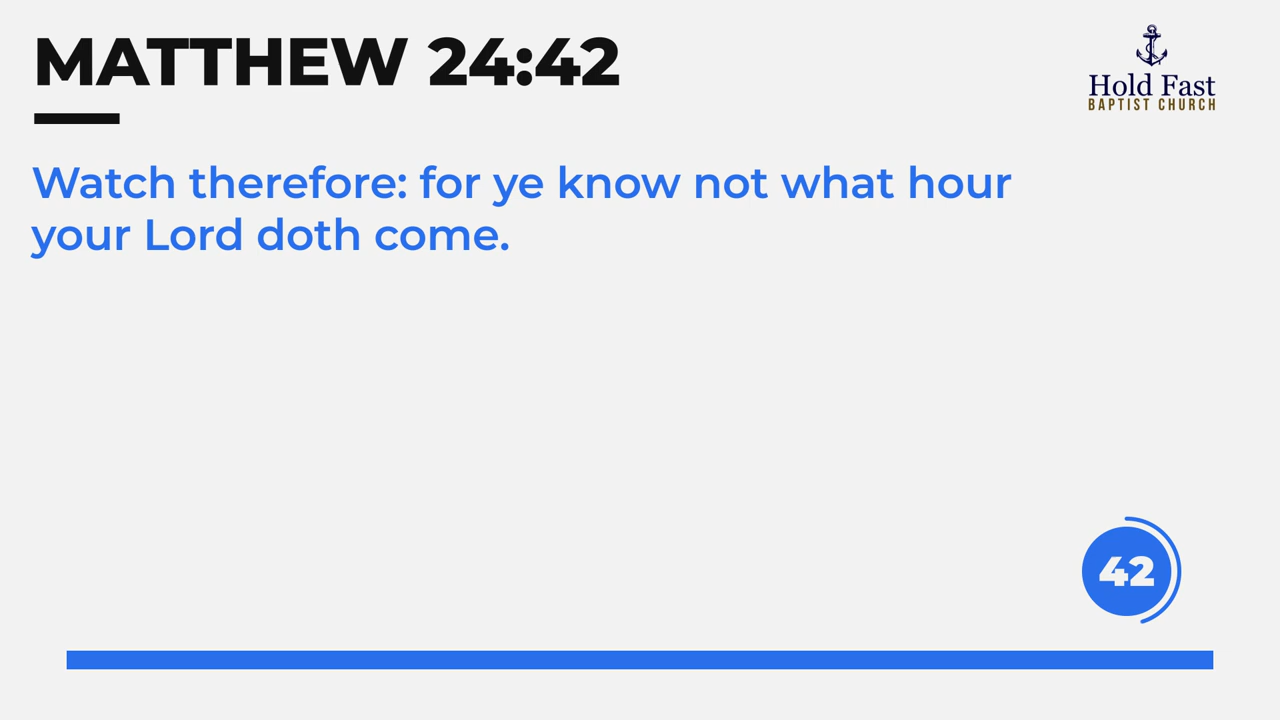 MATTHEW 24:42
Hold Fast
BAPTIST CHURCH
Watch therefore: for ye know not what hour
your Lord doth come.
42